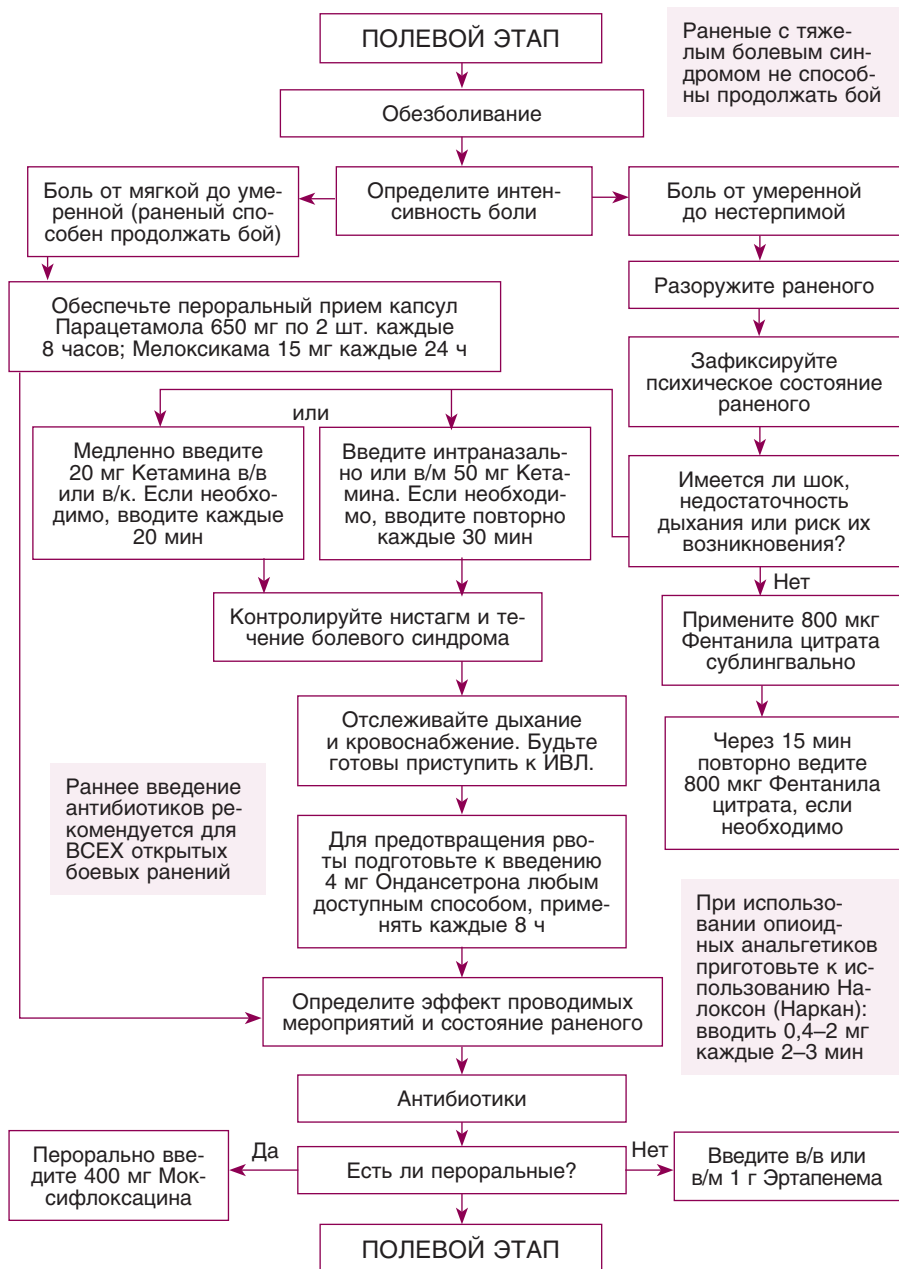 ПОЛЕВОЙ ЭТАП
Раненые с тяже-
лым болевым син-
дромом не способ-
ны продолжать бой
Обезболивание
Боль от мягкой до уме-
ренной (раненый спо-
собен продолжать бой)
Определите интен-
сивность боли
Боль от умеренной
до нестерпимой
Обеспечьте пероральный прием капсул
Парацетамола 650 мг по 2 шт. каждые
8 часов; Мелоксикама 15 мг каждые 24 ч
Разоружите раненого
Зафиксируйте
психическое состояние
раненого
или
Медленно введите
20 мг Кетамина в/в
или в/к. Если необхо-
димо, вводите каждые
20 мин
Введите интраназаль-
но или в/м 50 мг Кета-
мина. Если необходи-
мо, вводите повторно
каждые 30 мин
Имеется ли шок,
недостаточность
дыхания или риск их
возникновения?
Нет
Контролируйте нистагм и те-
чение болевого синдрома
Примените 800 мкг
Фентанила цитрата
сублингвально
Отслеживайте дыхание
и кровоснабжение. Будьте
готовы приступить к ИВЛ.
Через 15 мин
повторно ведите
800 мкг Фентанила
цитрата, если
необходимо
Раннее введение
антибиотиков ре-
комендуется для
ВСЕХ открытых
боевых ранений
Для предотвращения рво-
ты подготовьте к введению
4 мг Ондансетрона любым
доступным способом, приме-
нять каждые 8 ч
При использо-
вании опиоид-
ных анальгетиков
приготовьте к ис-
пользованию На-
локсон (Наркан):
вводить 0,4–2 мг
каждые 2–3 мин
Определите эффект проводимых
мероприятий и состояние раненого
Антибиотики
Перорально вве-
дите 400 мг Мок-
сифлоксацина
Да
Есть ли пероральные?
Нет
Введите в/в или
в/м 1 г Эртапенема
ПОЛЕВОЙ ЭТАП